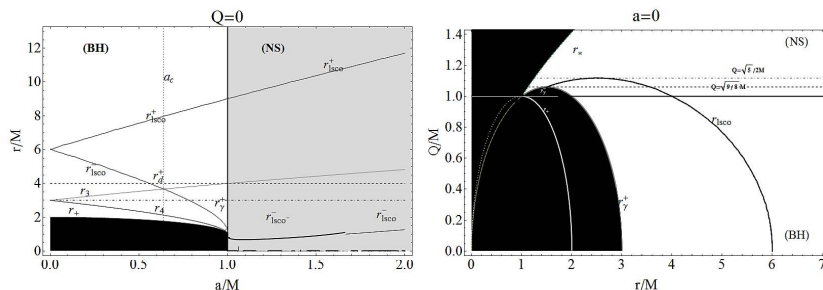 Q=0
(BH)
(NS)
a_c
r^+_lsco
r^+_lsco
r^-_lsco
r^+_d
r_3
r_4
r_+
r^+_γ
r^-_lsco^-
r^-_lsco
r/M
14
12
10
8
6
4
2
0
0.0
0.5
1.0
1.5
2.0
a/M
a=0
(NS)
r_*
Q=√5/2M
Q=√9/8 M
r_lsco
r^+_γ
(BH)
Q/M
1.4
1.2
1.0
0.8
0.6
0.4
0.2
0.0
0
1
2
3
4
5
6
7
r/M